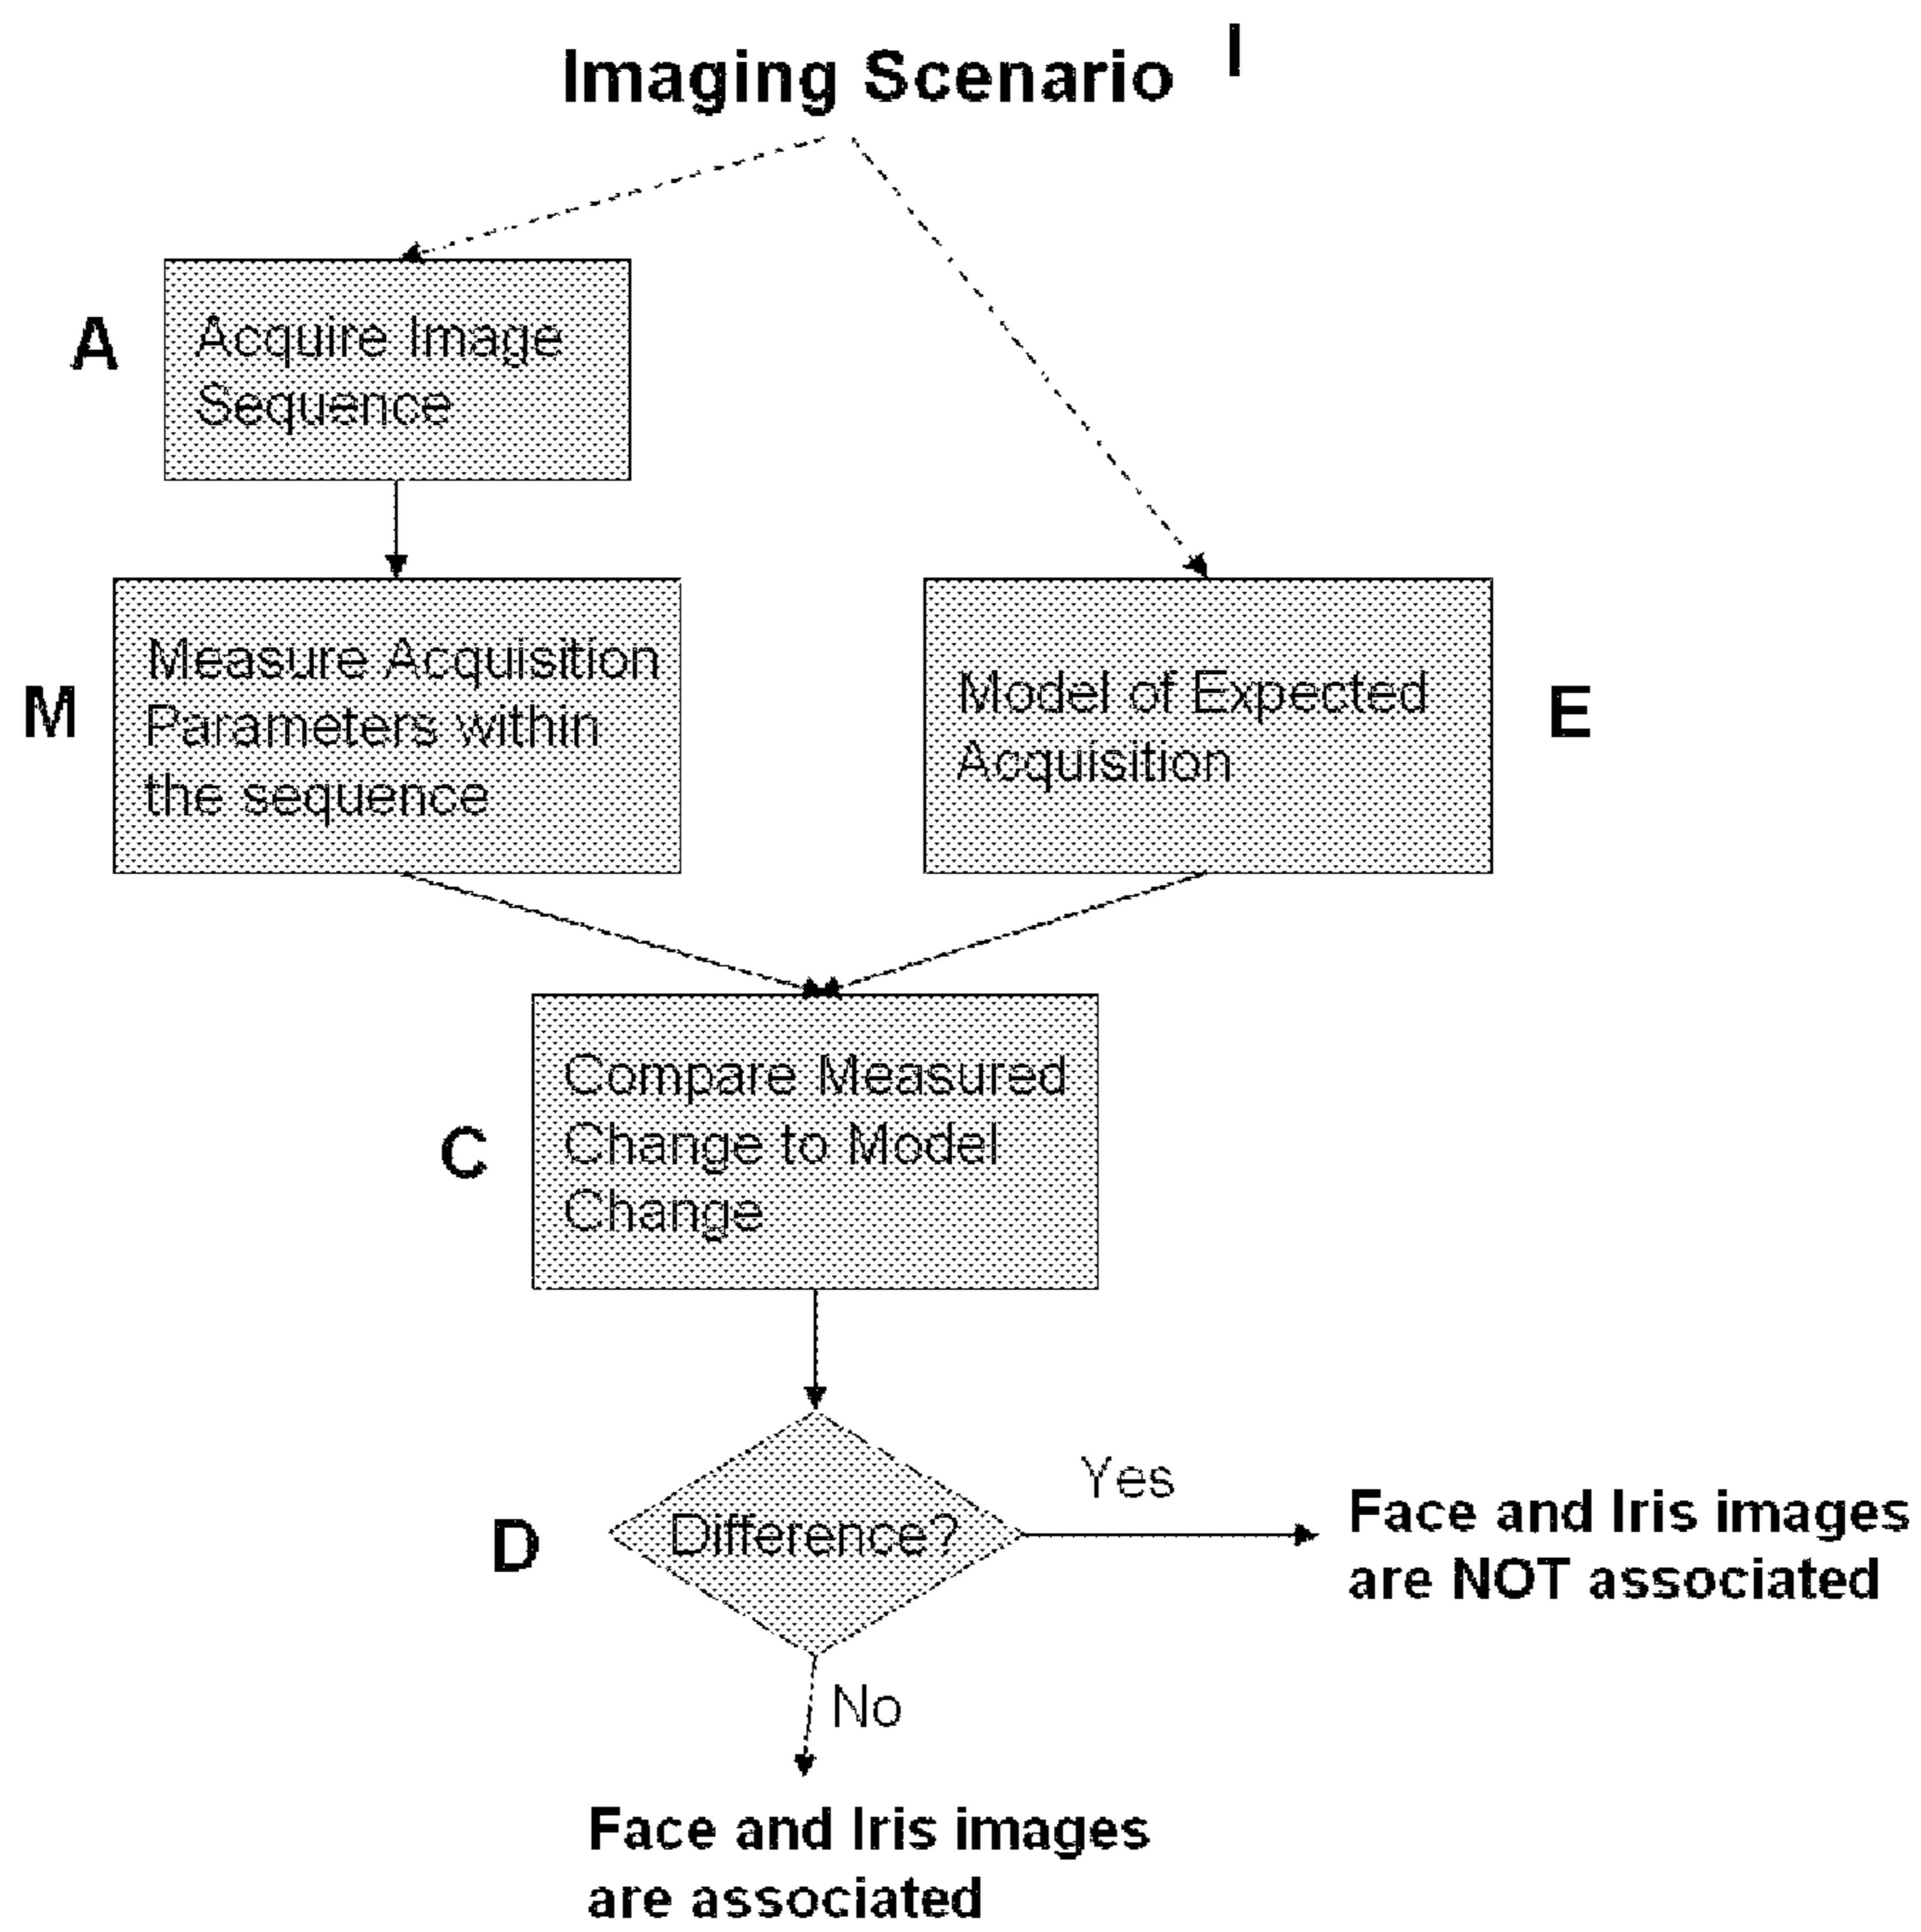 Imaging Scenario
I
A
Acquire Image
Sequence
M
Measure Acquisition
Parameters within
the sequence
Model of Expected
Acquisition
E
C
Compare Measured
Change to Model
Change
D
Difference?
Yes
Face and Iris images
are NOT associated
No
Face and Iris images
are associated